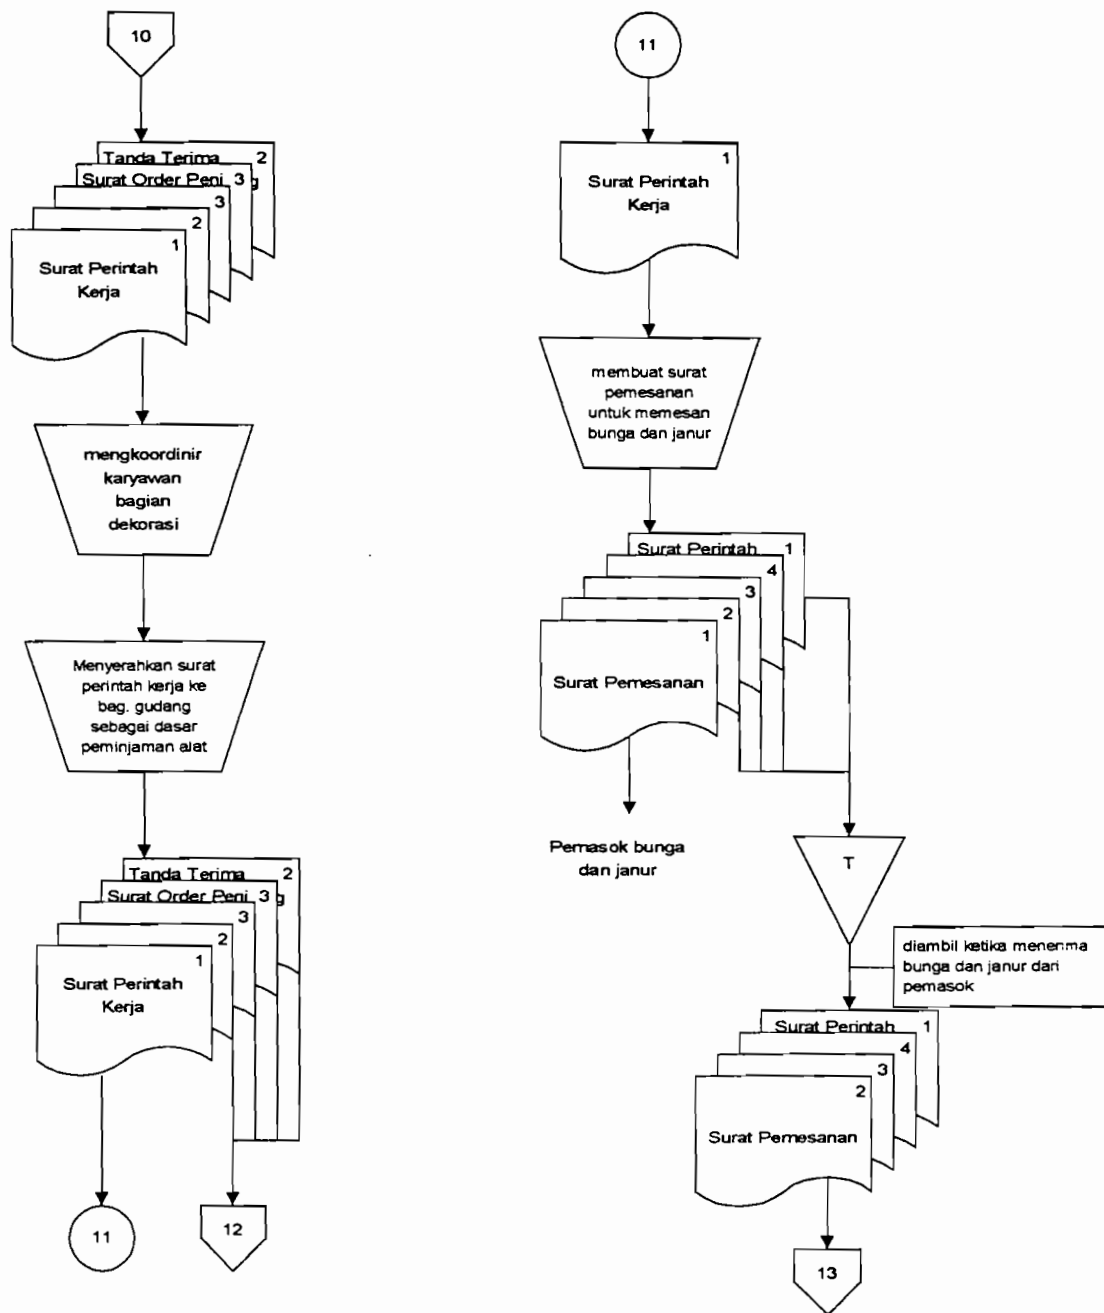 10
Tanda Terima 2
Surat Order Peni g 3
3
2
1
Surat Perintah
Kerja
mengkoordinir
karyawan
bagian
dekorasi
Menyerahkan surat
perintah kerja ke
bag. gudang
sebagai dasar
peminjaman alat
Tanda Terima 2
Surat Order Peni g 3
3
2
1
Surat Perintah
Kerja
11
12
11
1
Surat Perintah
Kerja
membuat surat
pemesanan
untuk memesan
bunga dan janur
Surat Perintah 1
4
3
2
1
Surat Pemesanan
Pemasok bunga
dan janur
T
diambil ketika menerima
bunga dan janur dari
pemasok
Surat Perintah 1
4
3
2
Surat Pemesanan
13